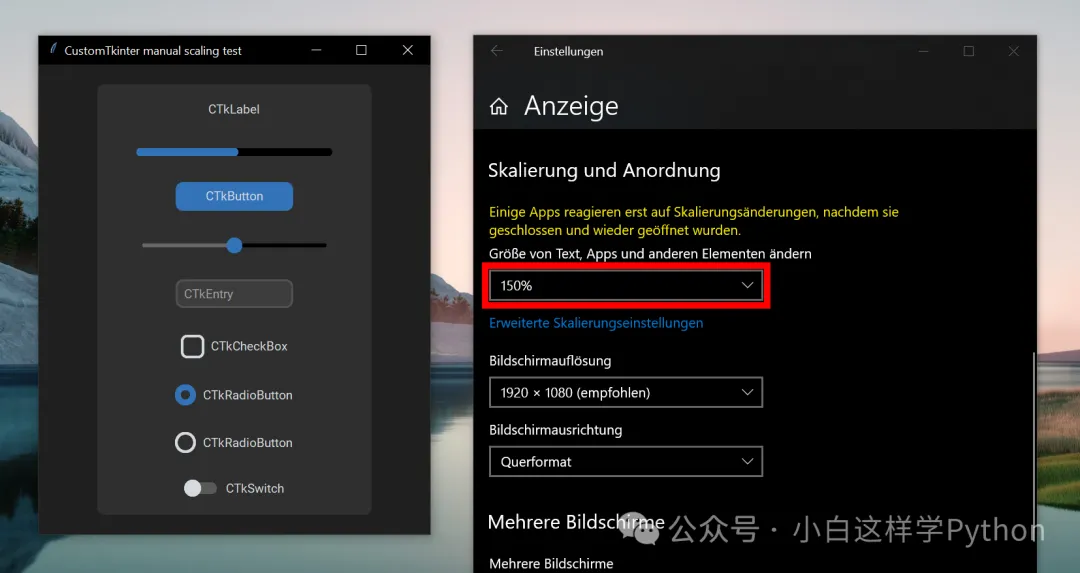 CustomTkinter manual scaling test
CTkLabel
CTkButton
CTkEntry
CTkCheckBox
CTkRadioButton
CTkRadioButton
CTkSwitch
Einstellungen
Anzeige
Skalierung und Anordnung
Einige Apps reagieren erst auf Skalierungsänderungen, nachdem sie
geschlossen und wieder geöffnet wurden.
Größe von Text, Apps und anderen Elementen ändern
150%
Erweiterte Skalierungseinstellungen
Bildschirmauflösung
1920 × 1080 (empfohlen)
Bildschirmausrichtung
Querformat
Mehrere Bildschirme
Mehrere Bildschirme
公众号 · 小白这样学Python